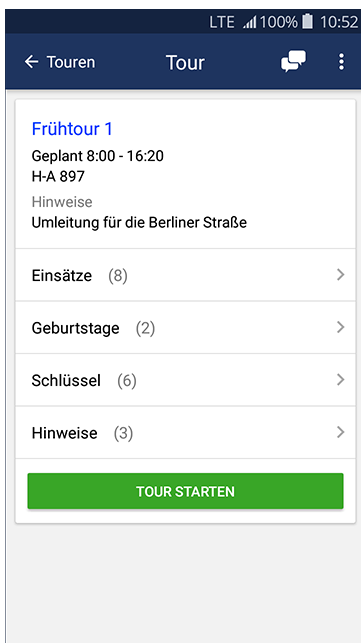 LTE 100% 10:52
Touren Tour
Frühtour 1
Geplant 8:00 - 16:20
H-A 897
Hinweise
Umleitung für die Berliner Straße
Einsätze (8)
Geburtstage (2)
Schlüssel (6)
Hinweise (3)
TOUR STARTEN